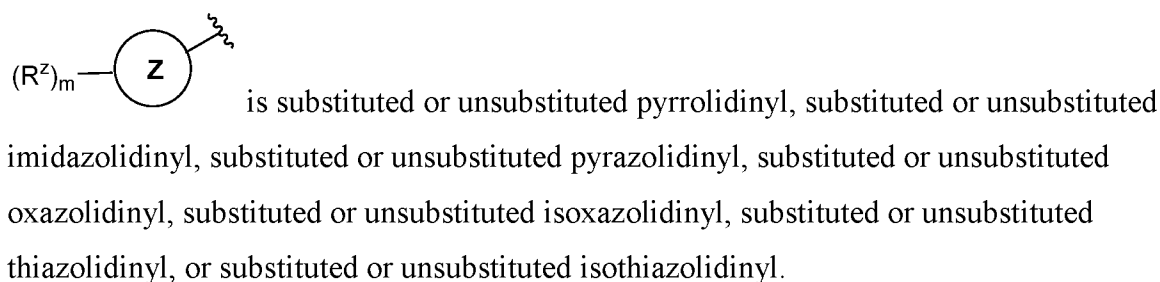 (R^Z)_m Z
is substituted or unsubstituted pyrrolidinyl, substituted or unsubstituted
imidazolidinyl, substituted or unsubstituted pyrazolidinyl, substituted or unsubstituted
oxazolidinyl, substituted or unsubstituted isoxazolidinyl, substituted or unsubstituted
thiazolidinyl, or substituted or unsubstituted isothiazolidinyl.